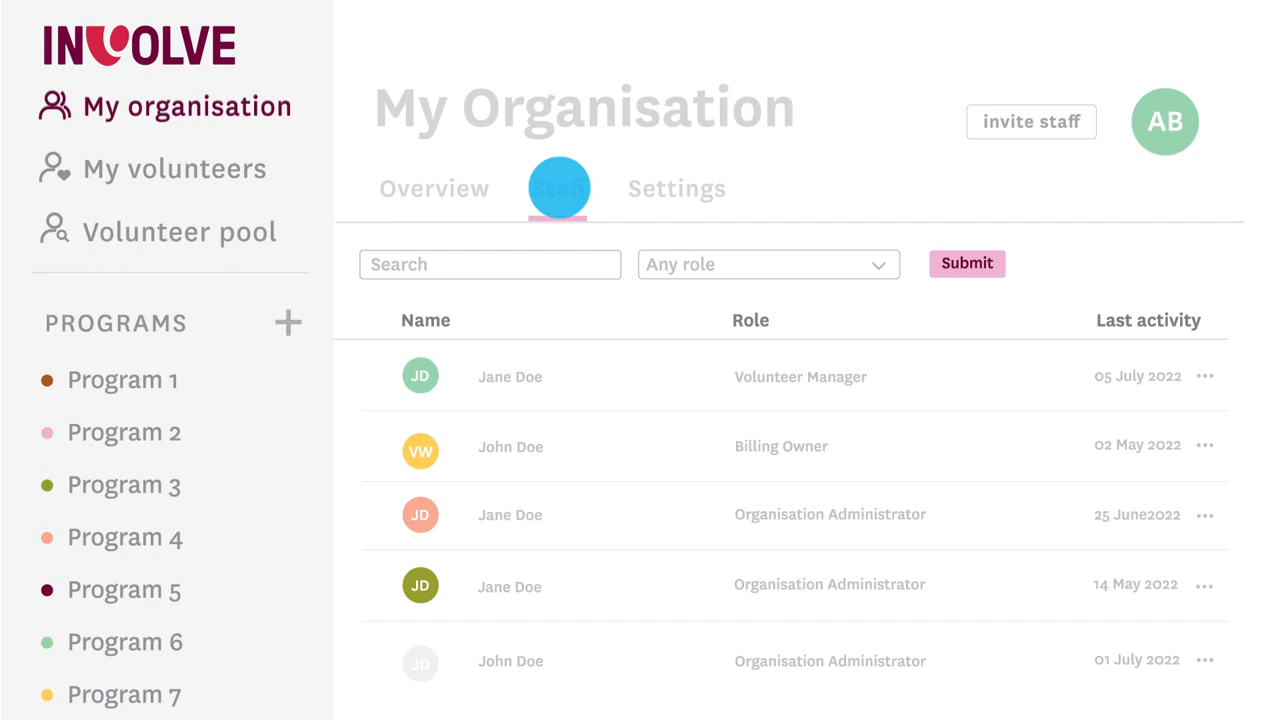 INVOLVE
My organisation
My volunteers
Volunteer pool
PROGRAMS
Program 1
Program 2
Program 3
Program 4
Program 5
Program 6
Program 7
My Organisation
invite staff
AB
Overview Staff Settings
Search
Any role
Submit
Name Role Last activity
JD Jane Doe Volunteer Manager 05 July 2022 ...
VW John Doe Billing Owner 02 May 2022 ...
JD Jane Doe Organisation Administrator 25 June2022 ...
JD Jane Doe Organisation Administrator 14 May 2022 ...
JD John Doe Organisation Administrator 01 July 2022 ...